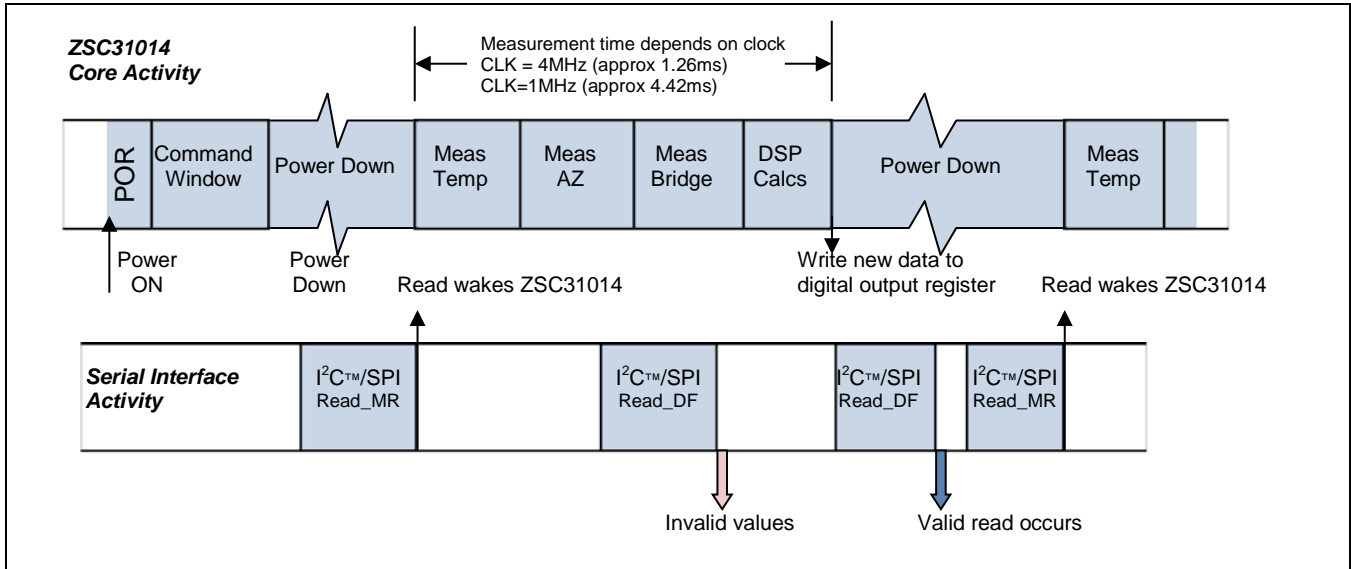 ZSC31014
Core Activity
Measurement time depends on clock
CLK = 4MHz (approx 1.26ms)
CLK=1MHz (approx 4.42ms)
POR
Command
Window
Power Down
Meas
Temp
Meas
AZ
Meas
Bridge
DSP
Calcs
Power Down
Meas
Temp
Power
ON
Power
Down
Read wakes ZSC31014
Write new data to
digital output register
Read wakes ZSC31014
Serial Interface
Activity
I²C™/SPI
Read_MR
I²C™/SPI
Read_DF
I²C™/SPI
Read_DF
I²C™/SPI
Read_MR
Invalid values
Valid read occurs